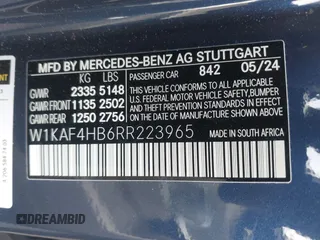 MFD BY MERCEDES-BENZ AG STUTTGART
KG LBS PASSENGER CAR 842 05/24
GVWR 2335 5148 THIS VEHICLE CONFORMS TO ALL
GAWR FRONT 1135 2502 APPLICABLE U.S. FEDERAL MOTOR VEHICLE SAFETY, BUMPER,
GAWR REAR 1250 2756 AND THEFT PREVENTION STANDARDS IN EFFECT ON THE DATE OF MANUFACTURE SHOWN ABOVE.
W1KAF4HB6RR223965 MADE IN SOUTH AFRICA
DREAMBID